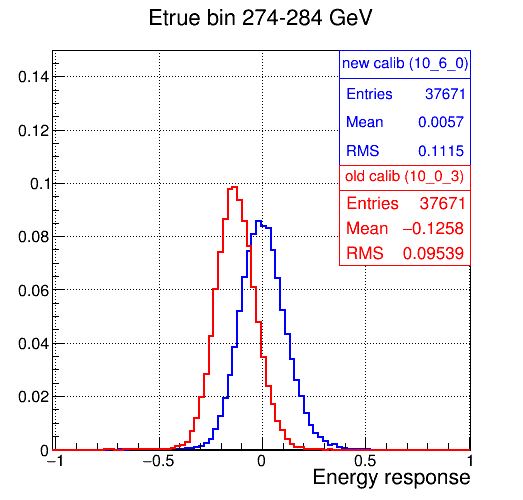 Etrue bin 274-284 GeV
new calib (10_6_0)
Entries 37671
Mean 0.0057
RMS 0.1115
old calib (10_0_3)
Entries 37671
Mean −0.1258
RMS 0.09539
0.14
0.12
0.1
0.08
0.06
0.04
0.02
0
−1 −0.5 0 0.5 1
Energy response